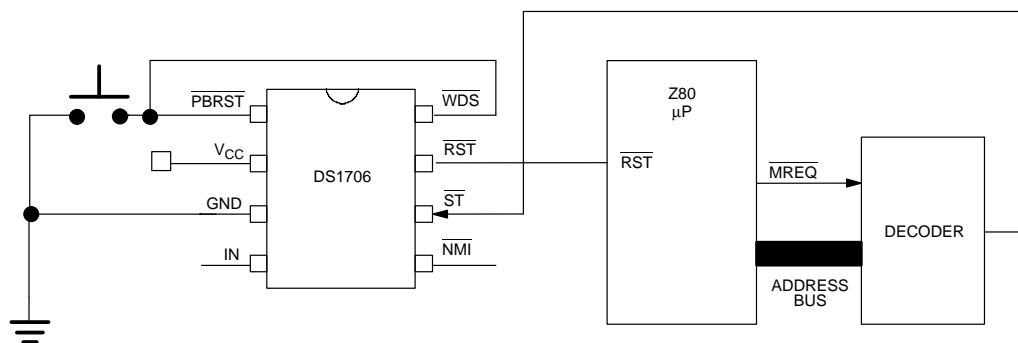 PBRST
WDS
Z80
μP
VCC
RST
RST
DS1706
MREQ
GND
ST
DECODER
IN
NMI
ADDRESS
BUS